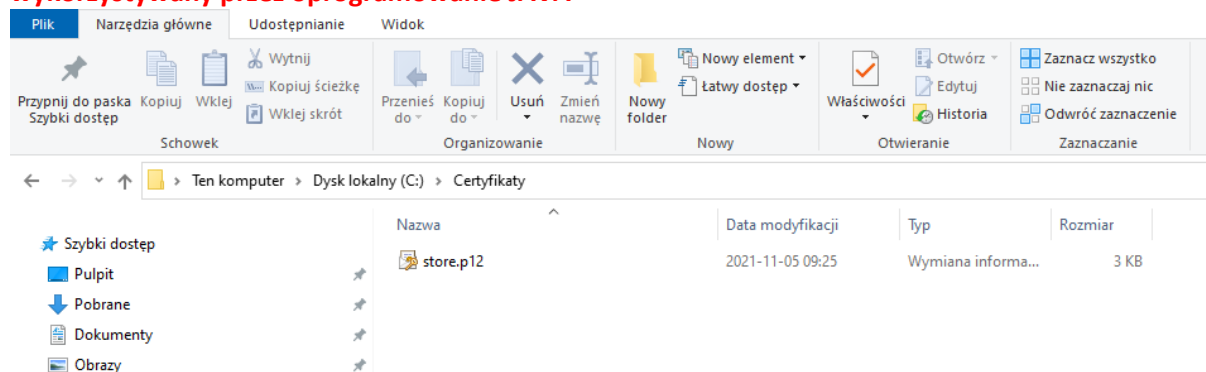 wykorzystywany przez oprogramowanie
Plik Narzędzia główne Udostępnianie Widok
Przypnij do paska Szybki dostęp
Kopiuj
Wklej
Wytnij
Kopiuj ścieżkę
Wklej skrót
Schowek
Przenieś do
Kopiuj do
Usuń
Zmień nazwę
Organizowanie
Nowy folder
Nowy element
Łatwy dostęp
Nowy
Właściwości
Otwórz
Edytuj
Historia
Otwieranie
Zaznacz wszystko
Nie zaznaczaj nic
Odwróć zaznaczenie
Zaznaczanie
Ten komputer > Dysk lokalny (C:) > Certyfikaty
Szybki dostęp
Pulpit
Pobrane
Dokumenty
Obrazy
Nazwa Data modyfikacji Typ Rozmiar
store.p12 2021-11-05 09:25 Wymiana informa... 3 KB